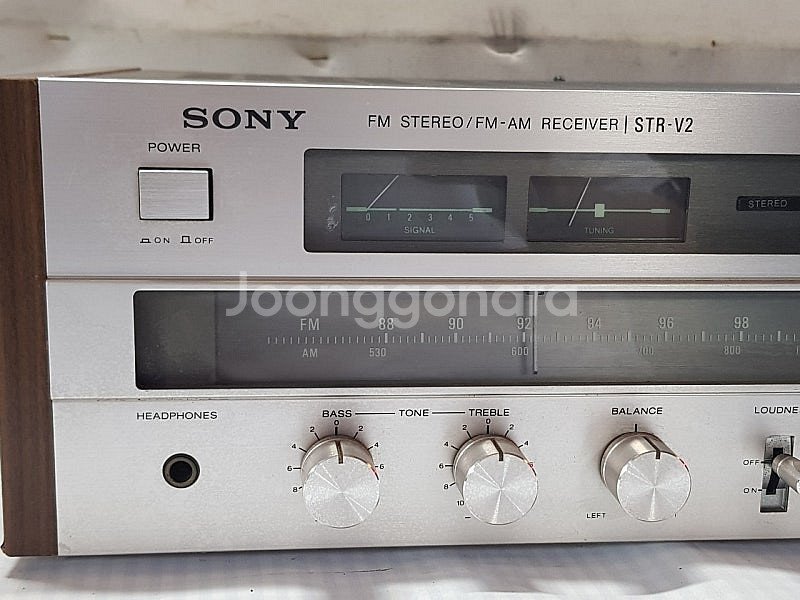 SONY FM STEREO/FM-AM RECEIVER | STR-V2
POWER
ON OFF
0 1 2 3 4 5
SIGNAL
TUNING
STEREO
Joonggonara
FM 88 90 92 94 96 98
AM 530 600 700 800
HEADPHONES
BASS TONE TREBLE
BALANCE
LOUDNE
2 0 2
4 4
6 6
8
2 0 2
4 4
6 6
8
10
LEFT
OFF
ON